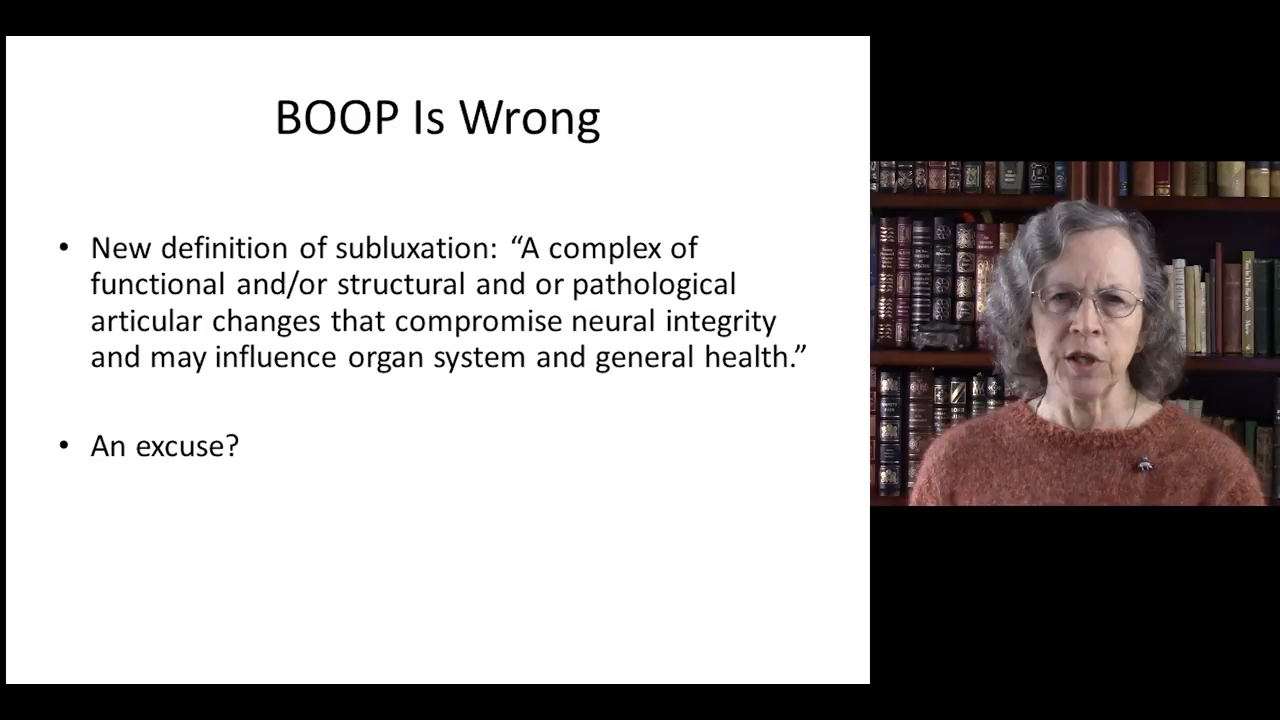 BOOP Is Wrong
• New definition of subluxation: “A complex of
functional and/or structural and or pathological
articular changes that compromise neural integrity
and may influence organ system and general health.”
• An excuse?